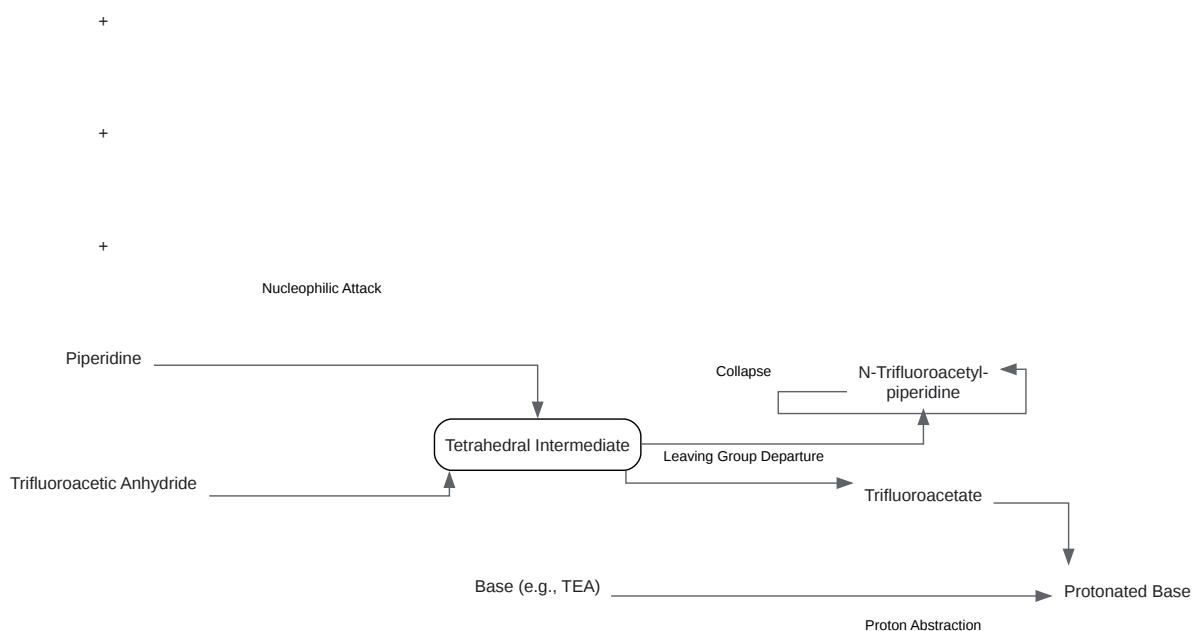 +
+
+
Nucleophilic Attack
Piperidine
Collapse
N-Trifluoroacetyl-
piperidine
Tetrahedral Intermediate
Leaving Group Departure
Trifluoroacetic Anhydride
Trifluoroacetate
Base (e.g., TEA)
Protonated Base
Proton Abstraction